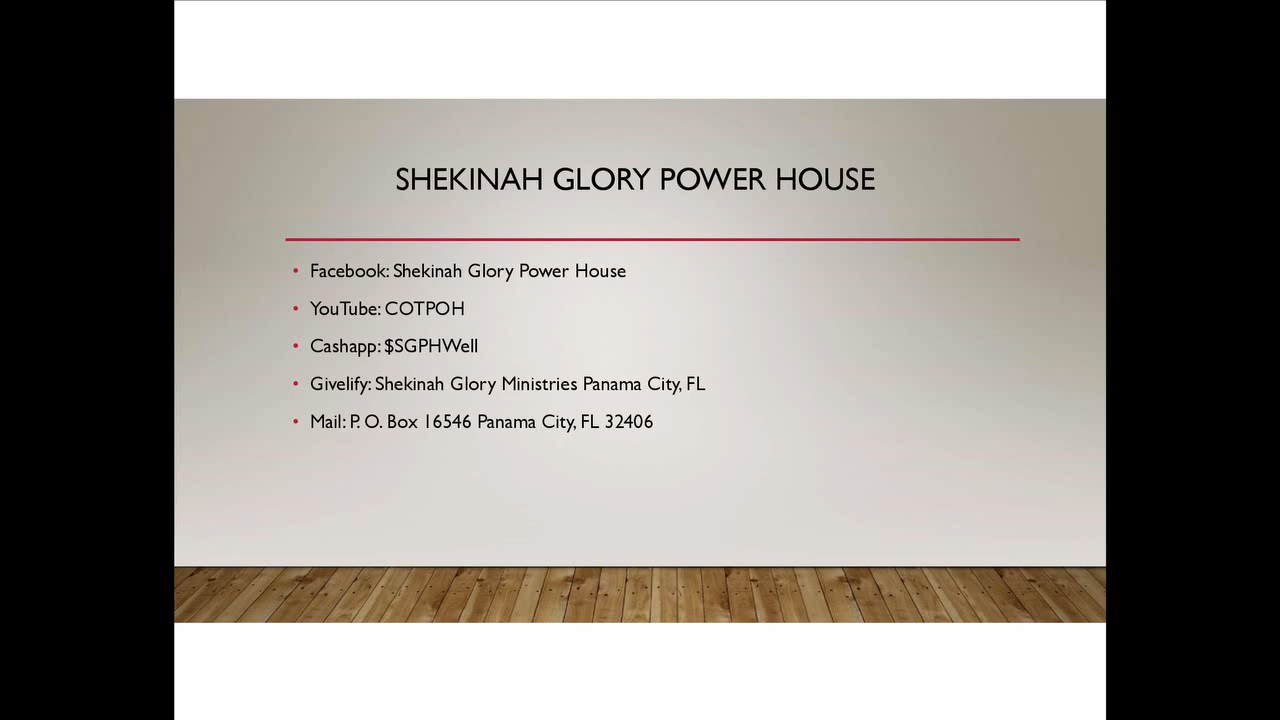 SHEKINAH GLORY POWER HOUSE
• Facebook: Shekinah Glory Power House
• YouTube: COTPOH
• Cashapp: $SGPHWell
• Givelify: Shekinah Glory Ministries Panama City, FL
• Mail: P. O. Box 16546 Panama City, FL 32406